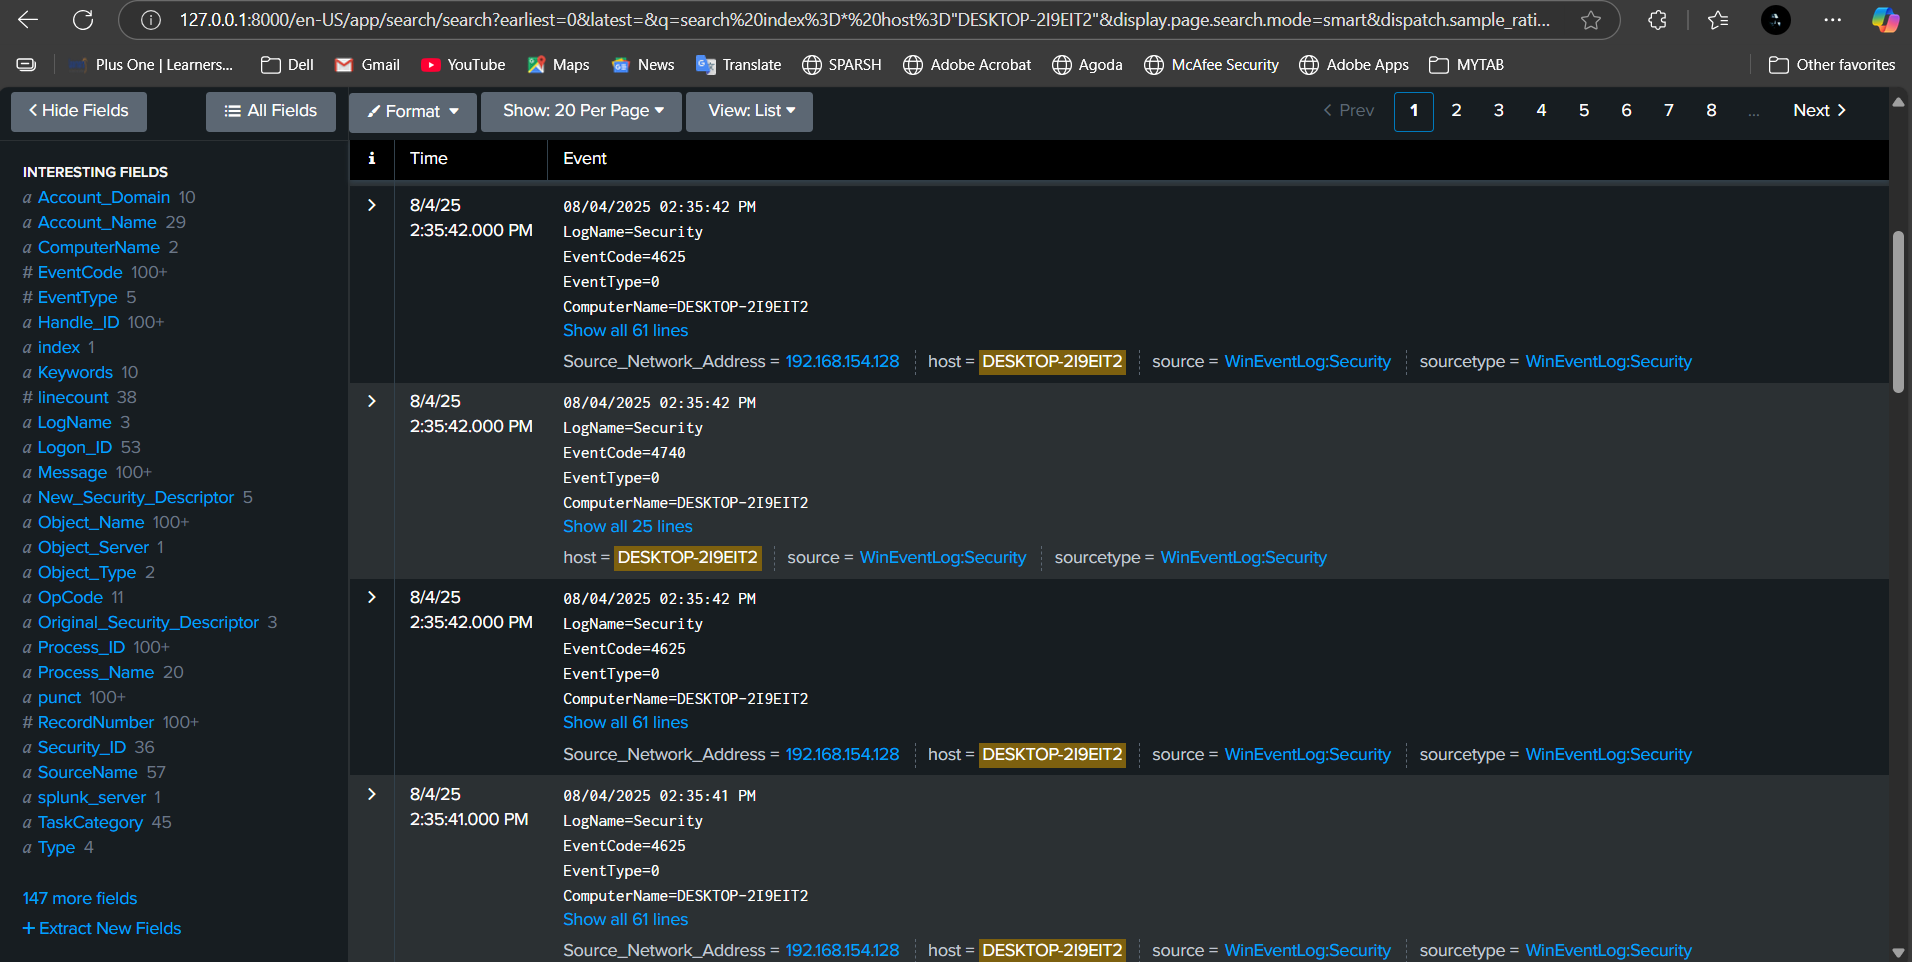 127.0.0.1:8000/en-US/app/search/search?earliest=0&latest=&q=search%20index%3D*%20host%3D"DESKTOP-2I9EIT2"&display.page.search.mode=smart&dispatch.sample_rati...
Plus One | Learners... Dell Gmail YouTube Maps News Translate SPARSH Adobe Acrobat Agoda McAfee Security Adobe Apps MYTAB Other favorites
Hide Fields All Fields Format Show: 20 Per Page View: List Prev 1 2 3 4 5 6 7 8 ... Next
i Time Event
INTERESTING FIELDS
a Account_Domain 10
a Account_Name 29
a ComputerName 2
# EventCode 100+
# EventType 5
a Handle_ID 100+
a index 1
a Keywords 10
# linecount 38
a LogName 3
a Logon_ID 53
a Message 100+
a New_Security_Descriptor 5
a Object_Name 100+
a Object_Server 1
a Object_Type 2
a OpCode 11
a Original_Security_Descriptor 3
a Process_ID 100+
a Process_Name 20
a punct 100+
# RecordNumber 100+
a Security_ID 36
a SourceName 57
a splunk_server 1
a TaskCategory 45
a Type 4
147 more fields
+ Extract New Fields
8/4/25
2:35:42.000 PM
08/04/2025 02:35:42 PM
LogName=Security
EventCode=4625
EventType=0
ComputerName=DESKTOP-2I9EIT2
Show all 61 lines
Source_Network_Address = 192.168.154.128 host = DESKTOP-2I9EIT2 source = WinEventLog:Security sourcetype = WinEventLog:Security
8/4/25
2:35:42.000 PM
08/04/2025 02:35:42 PM
LogName=Security
EventCode=4740
EventType=0
ComputerName=DESKTOP-2I9EIT2
Show all 25 lines
host = DESKTOP-2I9EIT2 source = WinEventLog:Security sourcetype = WinEventLog:Security
8/4/25
2:35:42.000 PM
08/04/2025 02:35:42 PM
LogName=Security
EventCode=4625
EventType=0
ComputerName=DESKTOP-2I9EIT2
Show all 61 lines
Source_Network_Address = 192.168.154.128 host = DESKTOP-2I9EIT2 source = WinEventLog:Security sourcetype = WinEventLog:Security
8/4/25
2:35:41.000 PM
08/04/2025 02:35:41 PM
LogName=Security
EventCode=4625
EventType=0
ComputerName=DESKTOP-2I9EIT2
Show all 61 lines
Source_Network_Address = 192.168.154.128 host = DESKTOP-2I9EIT2 source = WinEventLog:Security sourcetype = WinEventLog:Security